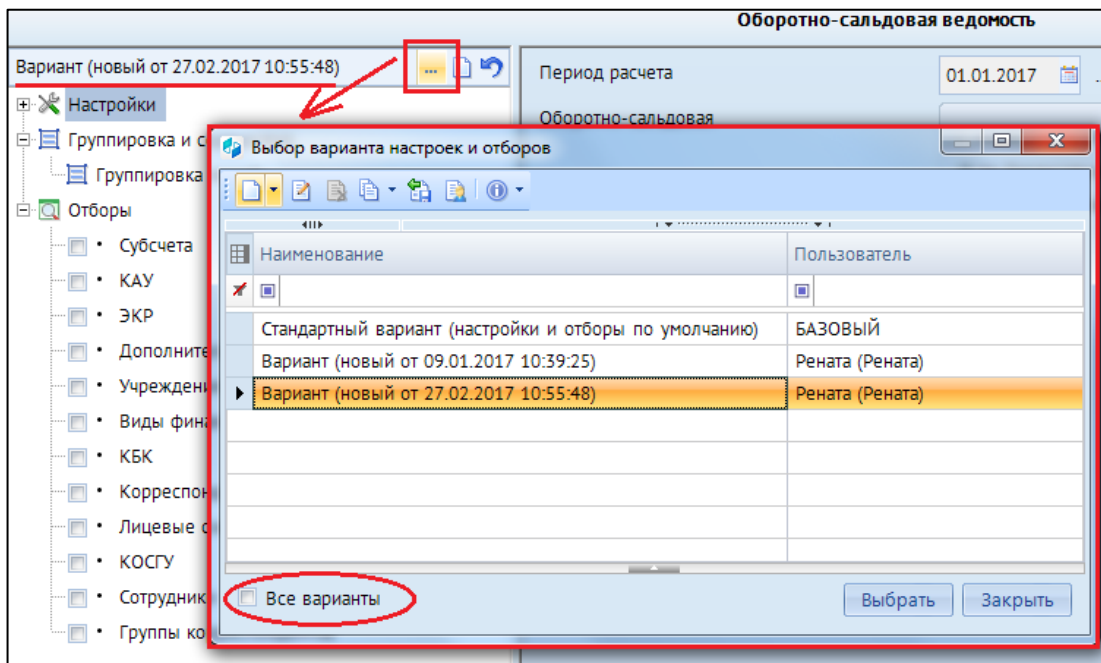 Оборотно-сальдовая ведомость
Вариант (новый от 27.02.2017 10:55:48)
...
Период расчета
01.01.2017
Настройки
Оборотно-сальдовая
Группировка и с
Группировка
Отборы
Субсчета
КАУ
ЭКР
Дополните
Учреждени
Виды фина
КБК
Корреспон
Лицевые с
КОСГУ
Сотрудник
Группы ко
Выбор варианта настроек и отборов
Наименование
Пользователь
Стандартный вариант (настройки и отборы по умолчанию)
БАЗОВЫЙ
Вариант (новый от 09.01.2017 10:39:25)
Рената (Рената)
Вариант (новый от 27.02.2017 10:55:48)
Рената (Рената)
Все варианты
Выбрать
Закрыть